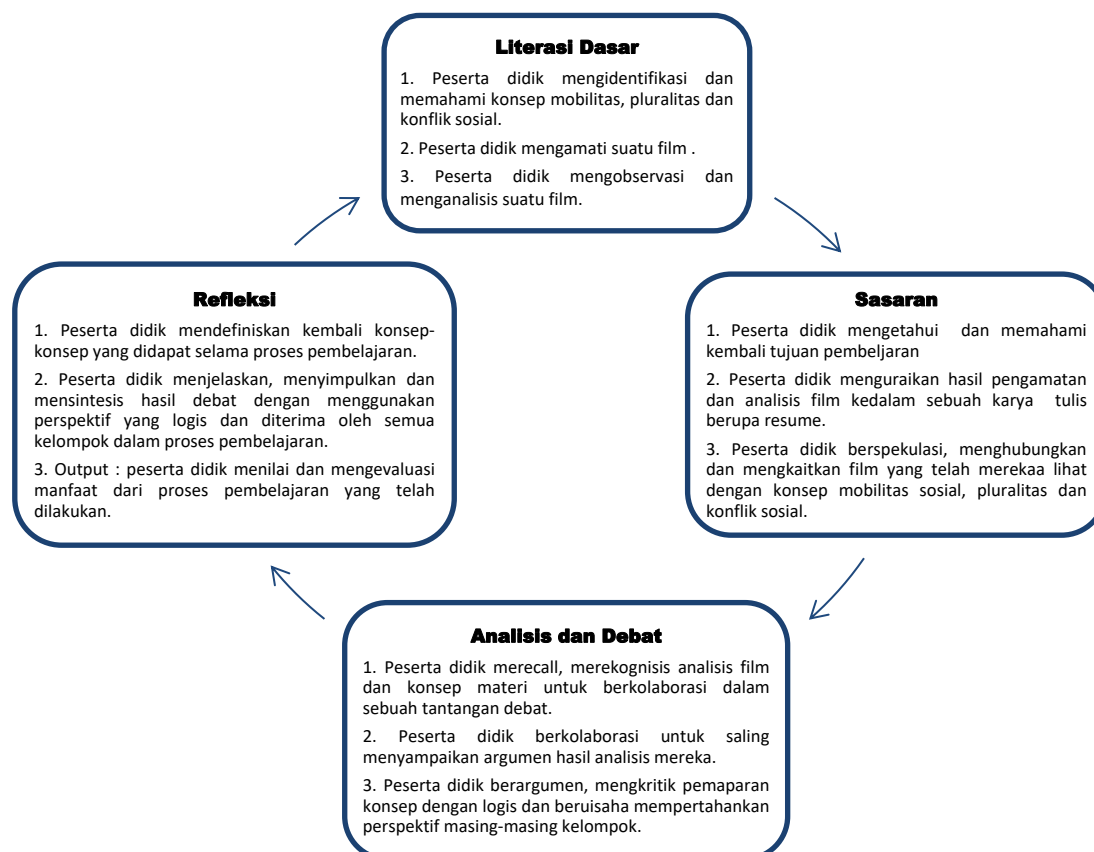 Literasi Dasar
1. Peserta didik mengidentifikasi dan
memahami konsep mobilitas, pluralitas dan
konflik sosial.
2. Peserta didik mengamati suatu film .
3. Peserta didik mengobservasi dan
menganalisis suatu film.
Sasaran
1. Peserta didik mengetahui dan memahami
kembali tujuan pembeljaran
2. Peserta didik menguraikan hasil pengamatan
dan analisis film kedalam sebuah karya tulis
berupa resume.
3. Peserta didik berspekulasi, menghubungkan
dan mengkaitkan film yang telah merekaa lihat
dengan konsep mobilitas sosial, pluralitas dan
konflik sosial.
Analisis dan Debat
1. Peserta didik merecall, merekognisis analisis film
dan konsep materi untuk berkolaborasi dalam
sebuah tantangan debat.
2. Peserta didik berkolaborasi untuk saling
menyampaikan argumen hasil analisis mereka.
3. Peserta didik berargumen, mengkritik pemaparan
konsep dengan logis dan beruisaha mempertahankan
perspektif masing-masing kelompok.
Refleksi
1. Peserta didik mendefiniskan kembali konsep-
konsep yang didapat selama proses pembelajaran.
2. Peserta didik menjelaskan, menyimpulkan dan
mensintesis hasil debat dengan menggunakan
perspektif yang logis dan diterima oleh semua
kelompok dalam proses pembelajaran.
3. Output : peserta didik menilai dan mengevaluasi
manfaat dari proses pembelajaran yang telah
dilakukan.